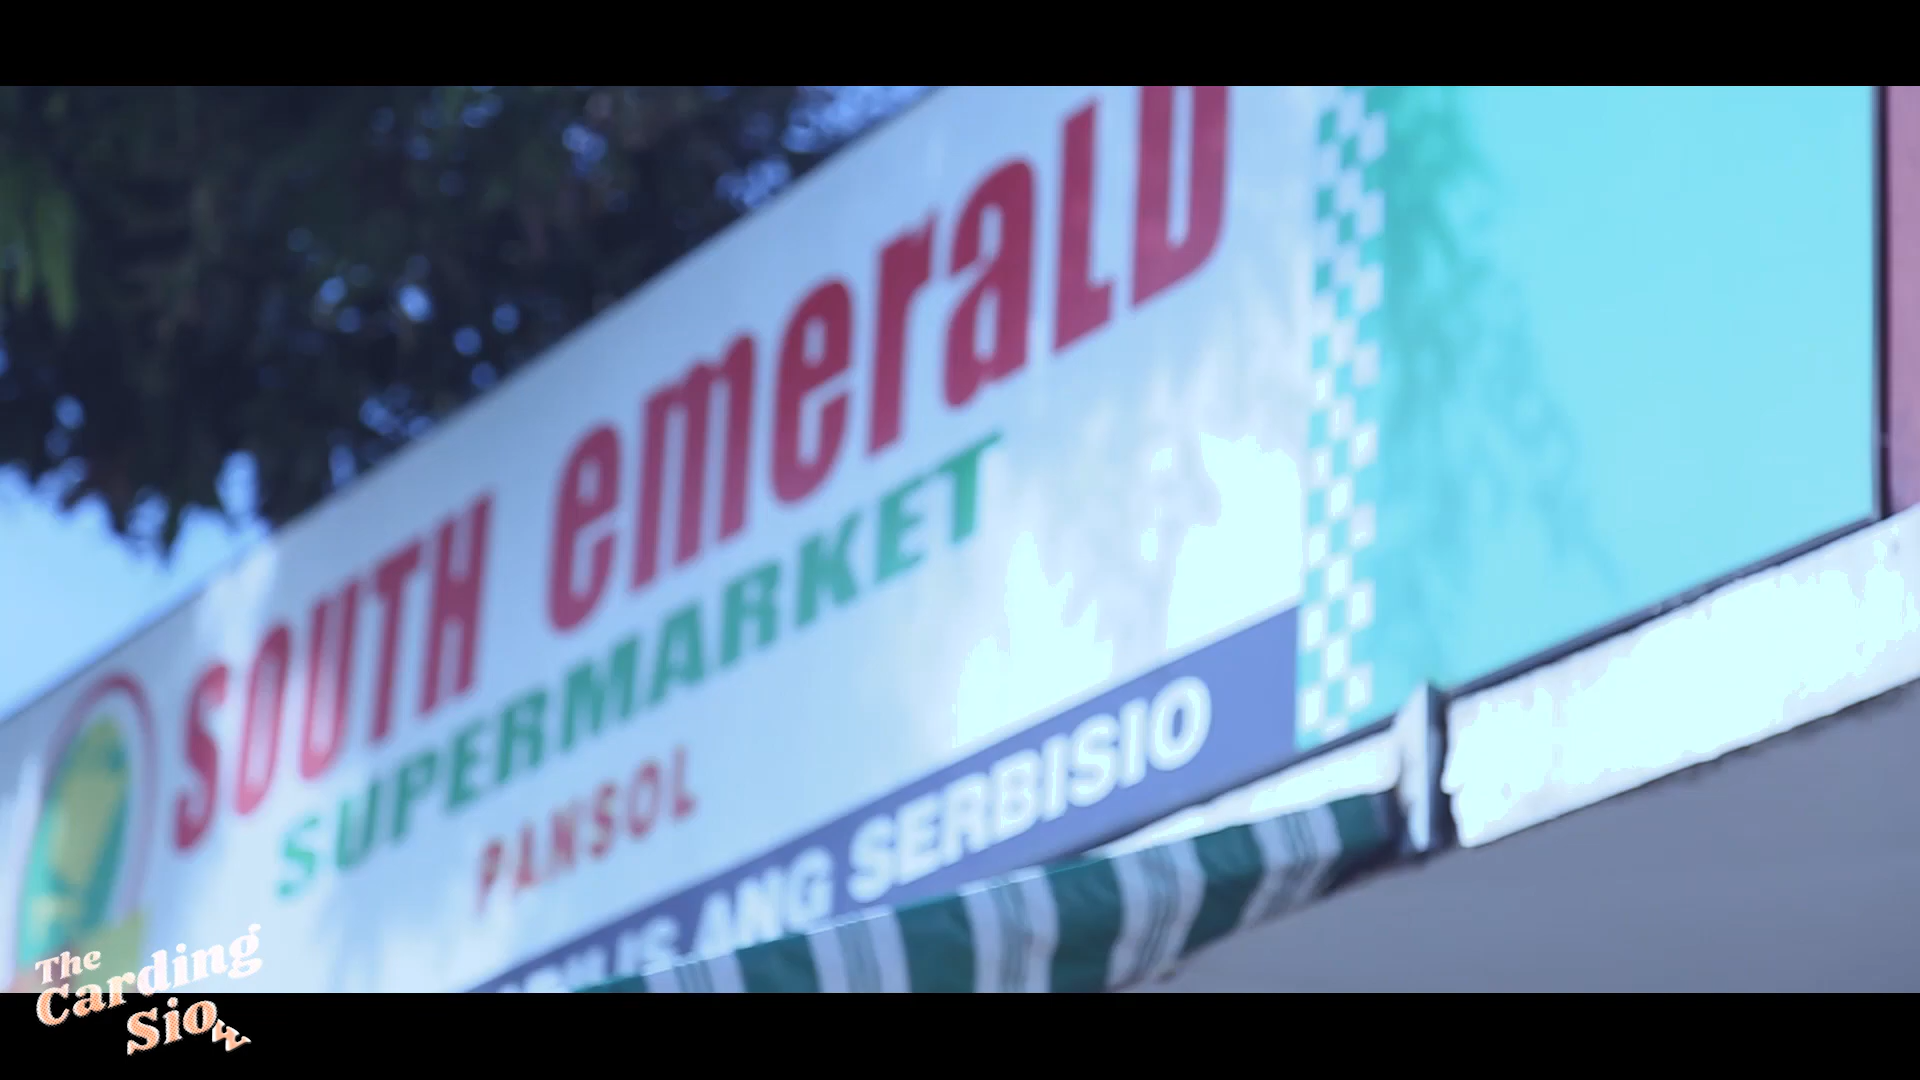 SOUTH emeraLD
SUPERMARKET
PANSOL
ANG SERBISIO
The
Carding
Siow